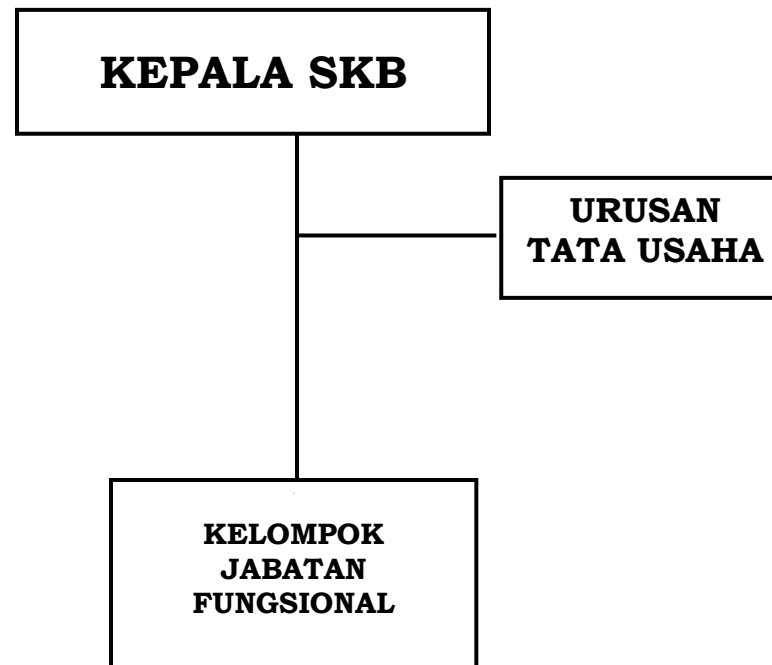 KEPALA SKB
URUSAN
TATA USAHA
KELOMPOK
JABATAN
FUNGSIONAL